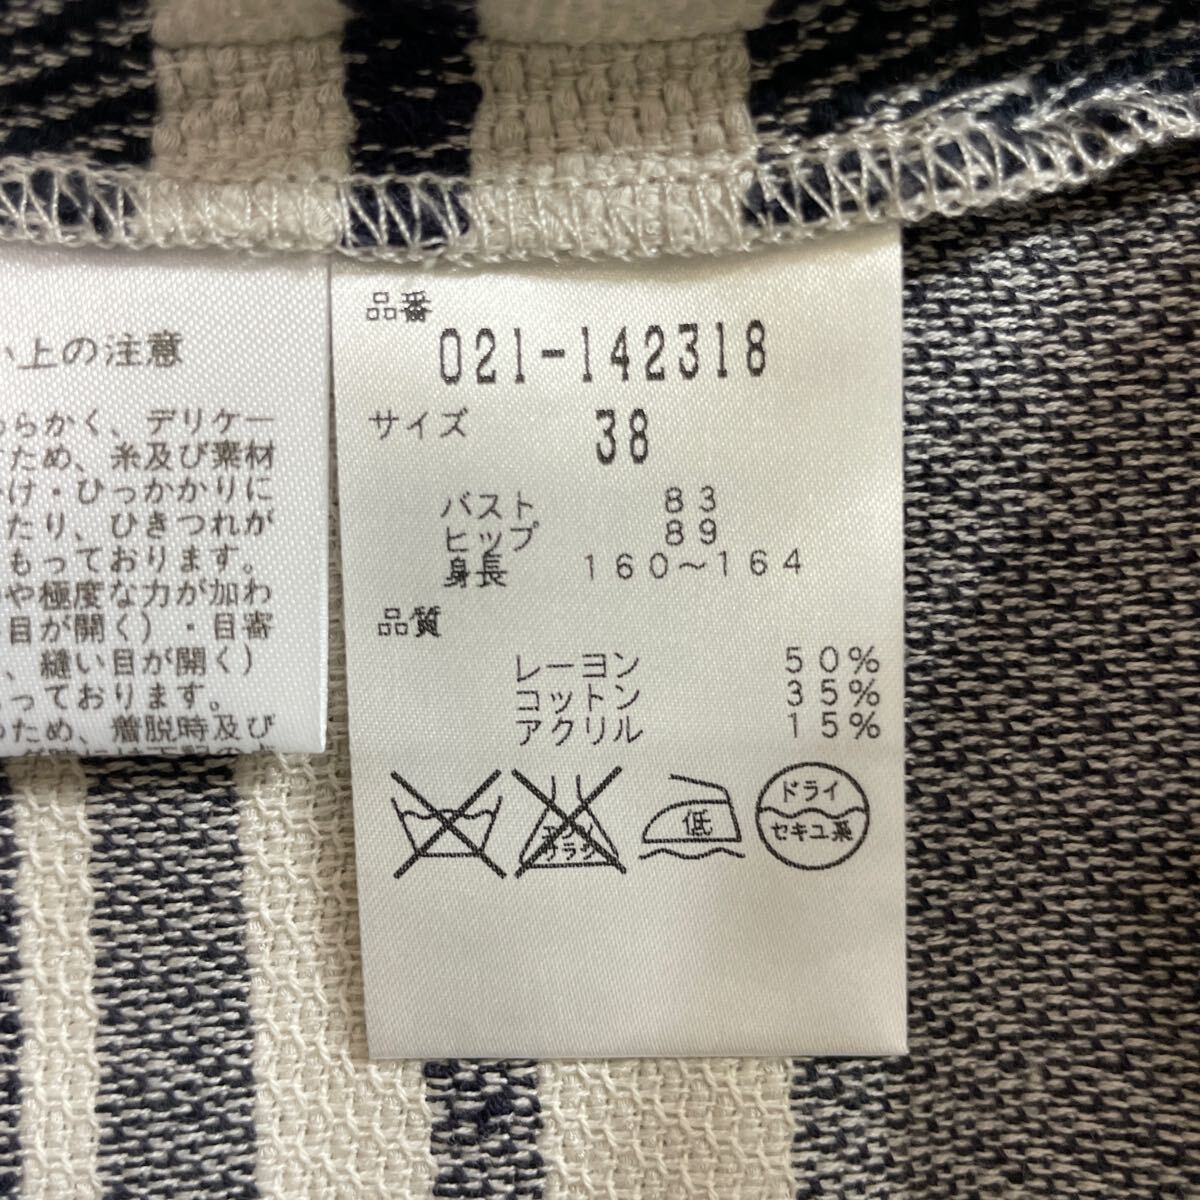 い上の注意
らかく、デリケー
ため、糸及び素材
け・ひっかかりに
たり、ひきつれが
もっております。
や極度な力が加わ
目が開く）・目寄
、縫い目が開く）
っております。
ため、着脱時及び
品番
021-142318
サイズ 38
バスト 83
ヒップ 89
身長 160～164
品質
レーヨン 50%
コットン 35%
アクリル 15%
エンソ
サラシ
低
ドライ
セキユ系